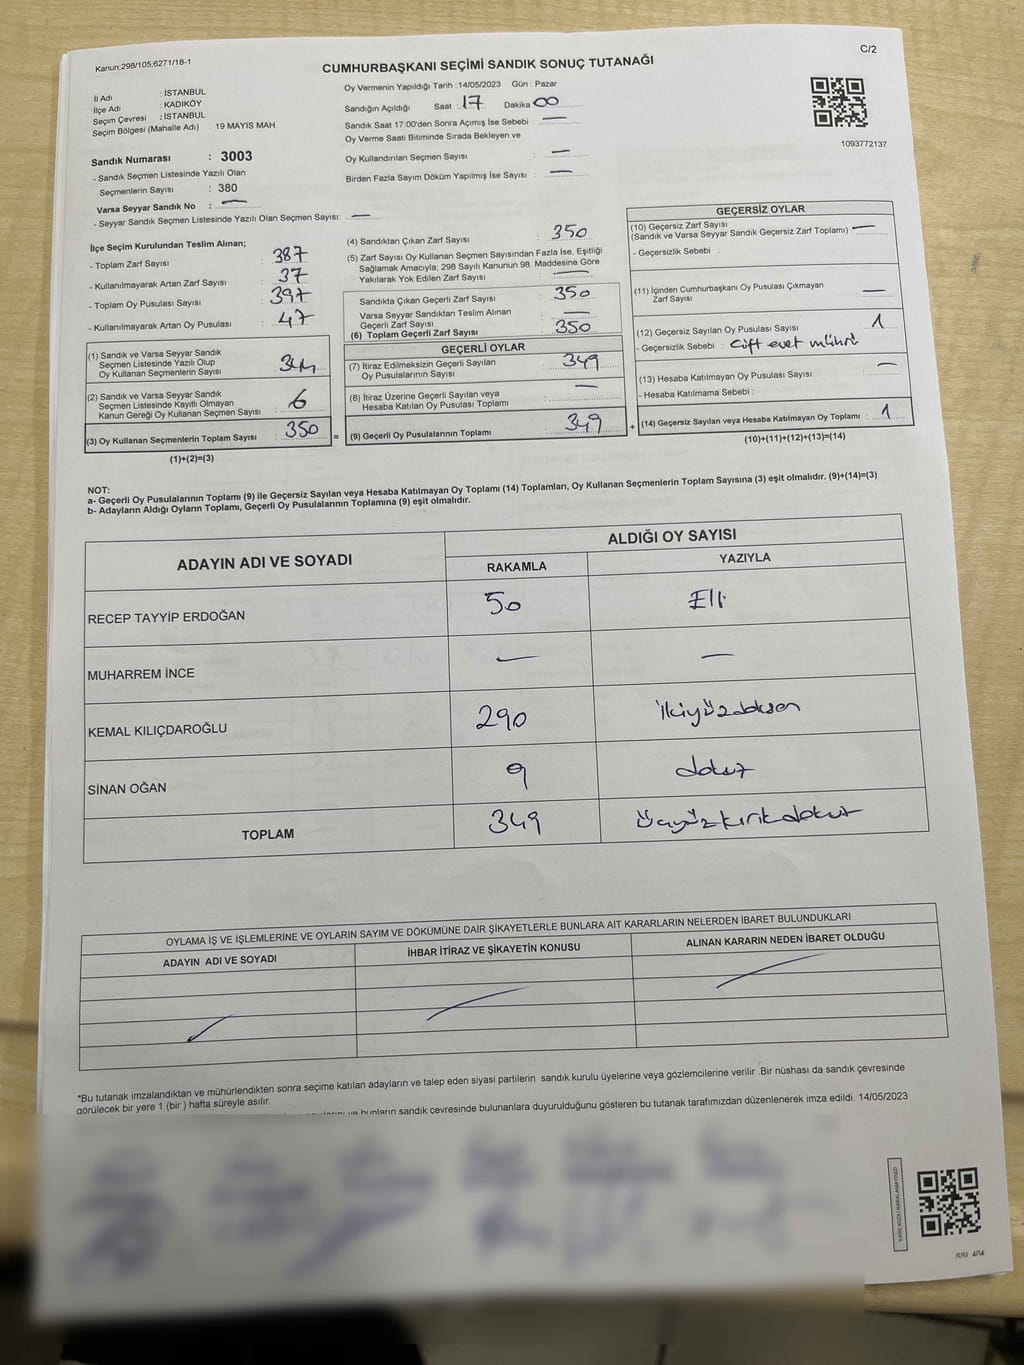 Kanun:298/105;6271/18-1
C/2
CUMHURBAŞKANI SEÇİMİ SANDIK SONUÇ TUTANAĞI
İl Adı : İSTANBUL
İlçe Adı : KADIKÖY
Seçim Çevresi : İSTANBUL
Seçim Bölgesi (Mahalle Adı) : 19 MAYIS MAH.
Oy Vermenin Yapıldığı Tarih :14/05/2023 Gün : Pazar
Sandığın Açıldığı Saat : 17 Dakika : 00
Sandık Saat 17:00'den Sonra Açılmış İse Sebebi : —
Oy Verme Saati Bitiminde Sırada Bekleyen ve
Oy Kullandırılan Seçmen Sayısı : —
Birden Fazla Sayım Döküm Yapılmış İse Sayısı : —
1093772137
Sandık Numarası : 3003
- Sandık Seçmen Listesinde Yazılı Olan
Seçmenlerin Sayısı : 380
Varsa Seyyar Sandık No : —
- Seyyar Sandık Seçmen Listesinde Yazılı Olan Seçmen Sayısı: —
İlçe Seçim Kurulundan Teslim Alınan;
- Toplam Zarf Sayısı : 387
- Kullanılmayarak Artan Zarf Sayısı : 37
- Toplam Oy Pusulası Sayısı : 397
- Kullanılmayarak Artan Oy Pusulası : 47
(1) Sandık ve Varsa Seyyar Sandık
Seçmen Listesinde Yazılı Olup
Oy Kullanan Seçmenlerin Sayısı : 344
(2) Sandık ve Varsa Seyyar Sandık
Seçmen Listesinde Kayıtlı Olmayan
Kanun Gereği Oy Kullanan Seçmen Sayısı : 6
(3) Oy Kullanan Seçmenlerin Toplam Sayısı : 350
(1)+(2)=(3)
(4) Sandıktan Çıkan Zarf Sayısı : 350
(5) Zarf Sayısı Oy Kullanan Seçmen Sayısından Fazla İse, Eşitliği
Sağlamak Amacıyla; 298 Sayılı Kanunun 98. Maddesine Göre
Yakılarak Yok Edilen Zarf Sayısı : —
Sandıkta Çıkan Geçerli Zarf Sayısı : 350
Varsa Seyyar Sandıktan Teslim Alınan
Geçerli Zarf Sayısı : —
(6) Toplam Geçerli Zarf Sayısı : 350
GEÇERLİ OYLAR
(7) İtiraz Edilmeksizin Geçerli Sayılan
Oy Pusulalarının Sayısı : 349
(8) İtiraz Üzerine Geçerli Sayılan veya
Hesaba Katılan Oy Pusulası Toplamı : —
= (9) Geçerli Oy Pusulalarının Toplamı : 349
GEÇERSİZ OYLAR
(10) Geçersiz Zarf Sayısı
(Sandık ve Varsa Seyyar Sandık Geçersiz Zarf Toplamı) : —
- Geçersizlik Sebebi :
(11) İçinden Cumhurbaşkanı Oy Pusulası Çıkmayan
Zarf Sayısı : —
(12) Geçersiz Sayılan Oy Pusulası Sayısı : 1
- Geçersizlik Sebebi : Çift evet mührü
(13) Hesaba Katılmayan Oy Pusulası Sayısı : —
- Hesaba Katılmama Sebebi :
+ (14) Geçersiz Sayılan veya Hesaba Katılmayan Oy Toplamı : 1
(10)+(11)+(12)+(13)=(14)
NOT:
a- Geçerli Oy Pusulalarının Toplamı (9) ile Geçersiz Sayılan veya Hesaba Katılmayan Oy Toplamı (14) Toplamları, Oy Kullanan Seçmenlerin Toplam Sayısına (3) eşit olmalıdır. (9)+(14)=(3)
b- Adayların Aldığı Oyların Toplamı, Geçerli Oy Pusulalarının Toplamına (9) eşit olmalıdır.
ADAYIN ADI VE SOYADI
ALDIĞI OY SAYISI
RAKAMLA YAZIYLA
RECEP TAYYİP ERDOĞAN 50 Elli
MUHARREM İNCE — —
KEMAL KILIÇDAROĞLU 290 ikiyüzdoksan
SİNAN OĞAN 9 dokuz
TOPLAM 349 üçyüzkırkdokuz
OYLAMA İŞ VE İŞLEMLERİNE VE OYLARIN SAYIM VE DÖKÜMÜNE DAİR ŞİKAYETLERLE BUNLARA AİT KARARLARIN NELERDEN İBARET BULUNDUKLARI
ADAYIN ADI VE SOYADI İHBAR İTİRAZ VE ŞİKAYETİN KONUSU ALINAN KARARIN NEDEN İBARET OLDUĞU
*Bu tutanak imzalandıktan ve mühürlendikten sonra seçime katılan adayların ve talep eden siyasi partilerin sandık kurulu üyelerine veya gözlemcilerine verilir. Bir nüshası da sandık çevresinde
görülecek bir yere 1 (bir ) hafta süreyle asılır.
ve bunların sandık çevresinde bulunanlara duyurulduğunu gösteren bu tutanak tarafımızdan düzenlenerek imza edildi. 14/05/2023
KARE KODU KARALAMAYINIZ!